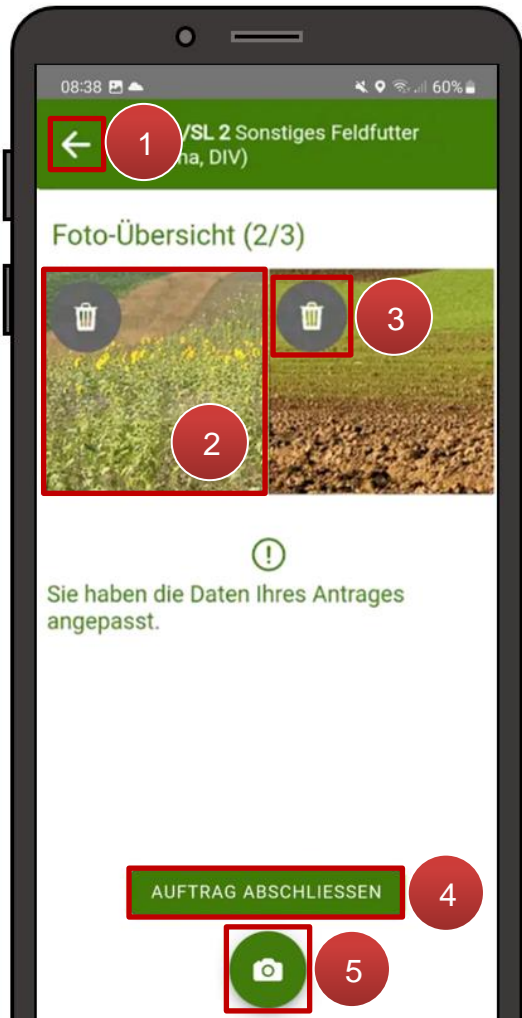 08:38 60%
1 /SL 2 Sonstiges Feldfutter
ha, DIV)
Foto-Übersicht (2/3)
3
2
Sie haben die Daten Ihres Antrages
angepasst.
AUFTRAG ABSCHLIESSEN 4
5